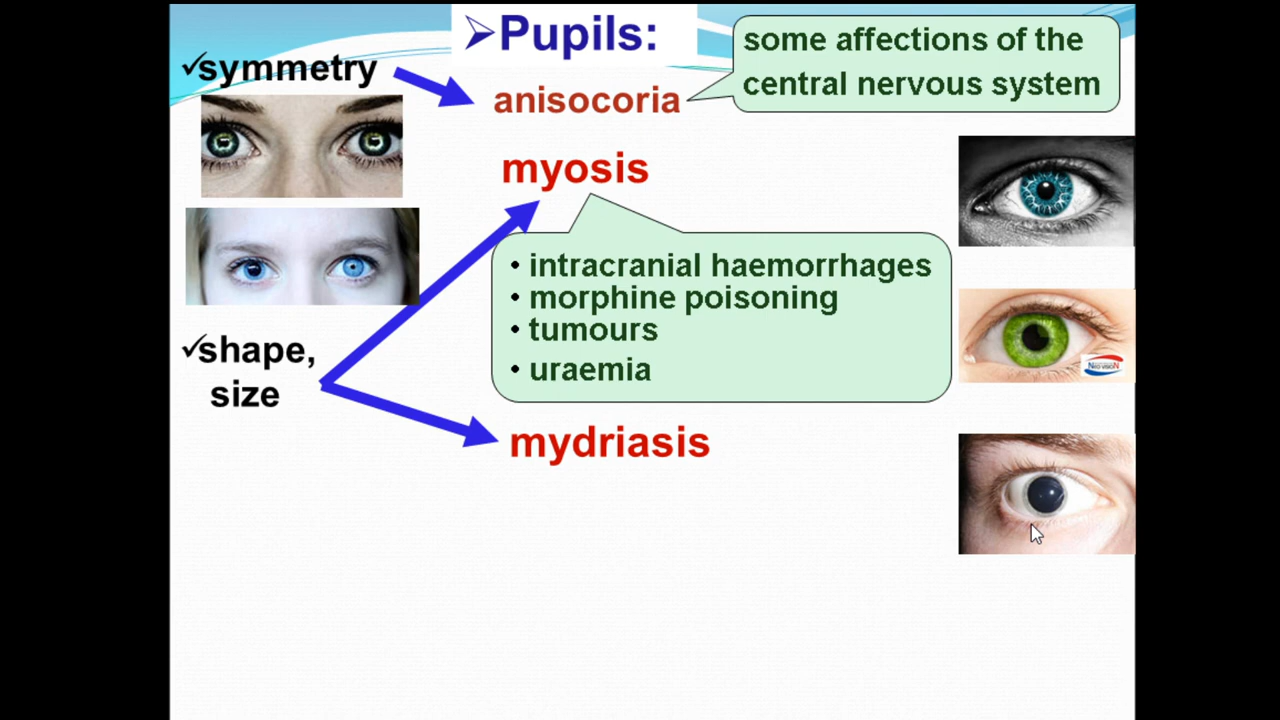 ➢Pupils:
✓symmetry
anisocoria
some affections of the
central nervous system
myosis
• intracranial haemorrhages
• morphine poisoning
• tumours
• uraemia
✓shape,
size
mydriasis